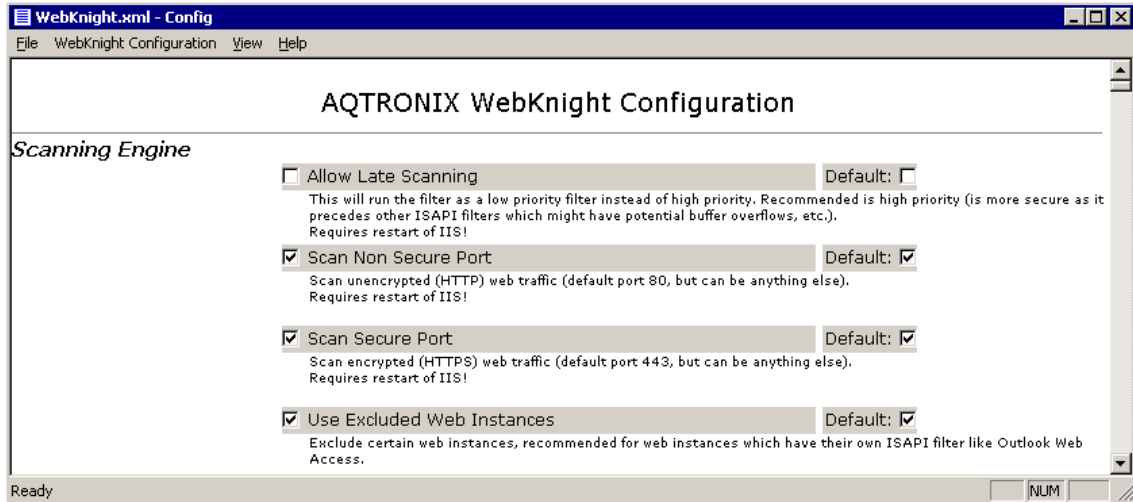 WebKnight.xml - Config
File WebKnight Configuration View Help
AQTRONIX WebKnight Configuration
Scanning Engine
Allow Late Scanning Default:
This will run the filter as a low priority filter instead of high priority. Recommended is high priority (is more secure as it
precedes other ISAPI filters which might have potential buffer overflows, etc.).
Requires restart of IIS!
Scan Non Secure Port Default:
Scan unencrypted (HTTP) web traffic (default port 80, but can be anything else).
Requires restart of IIS!
Scan Secure Port Default:
Scan encrypted (HTTPS) web traffic (default port 443, but can be anything else).
Requires restart of IIS!
Use Excluded Web Instances Default:
Exclude certain web instances, recommended for web instances which have their own ISAPI filter like Outlook Web
Access.
Ready NUM